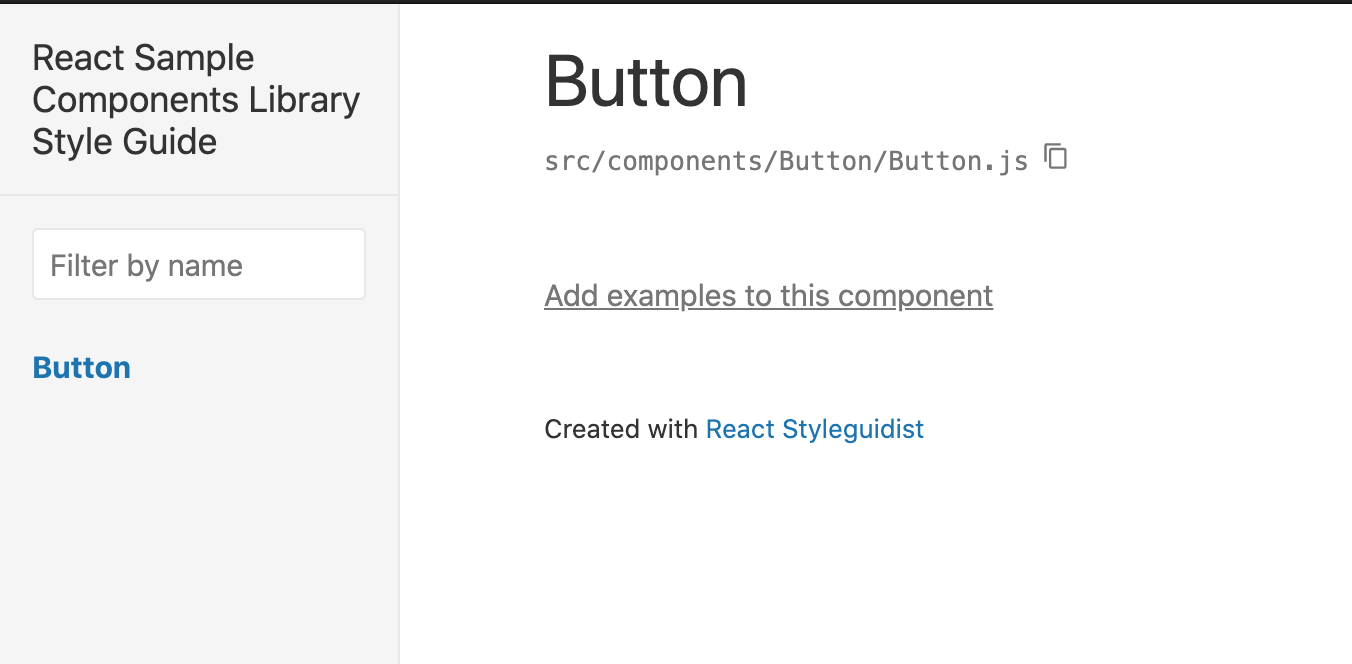 React Sample
Components Library
Style Guide
Filter by name
Button
Button
src/components/Button/Button.js
Add examples to this component
Created with React Styleguidist